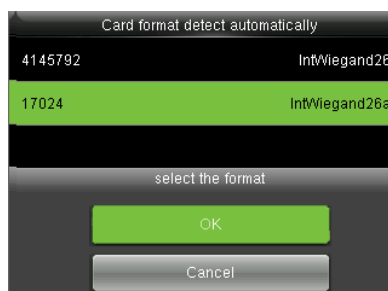 Card format detect automatically
4145792 IntWiegand26
17024 IntWiegand26a
select the format
OK
Cancel